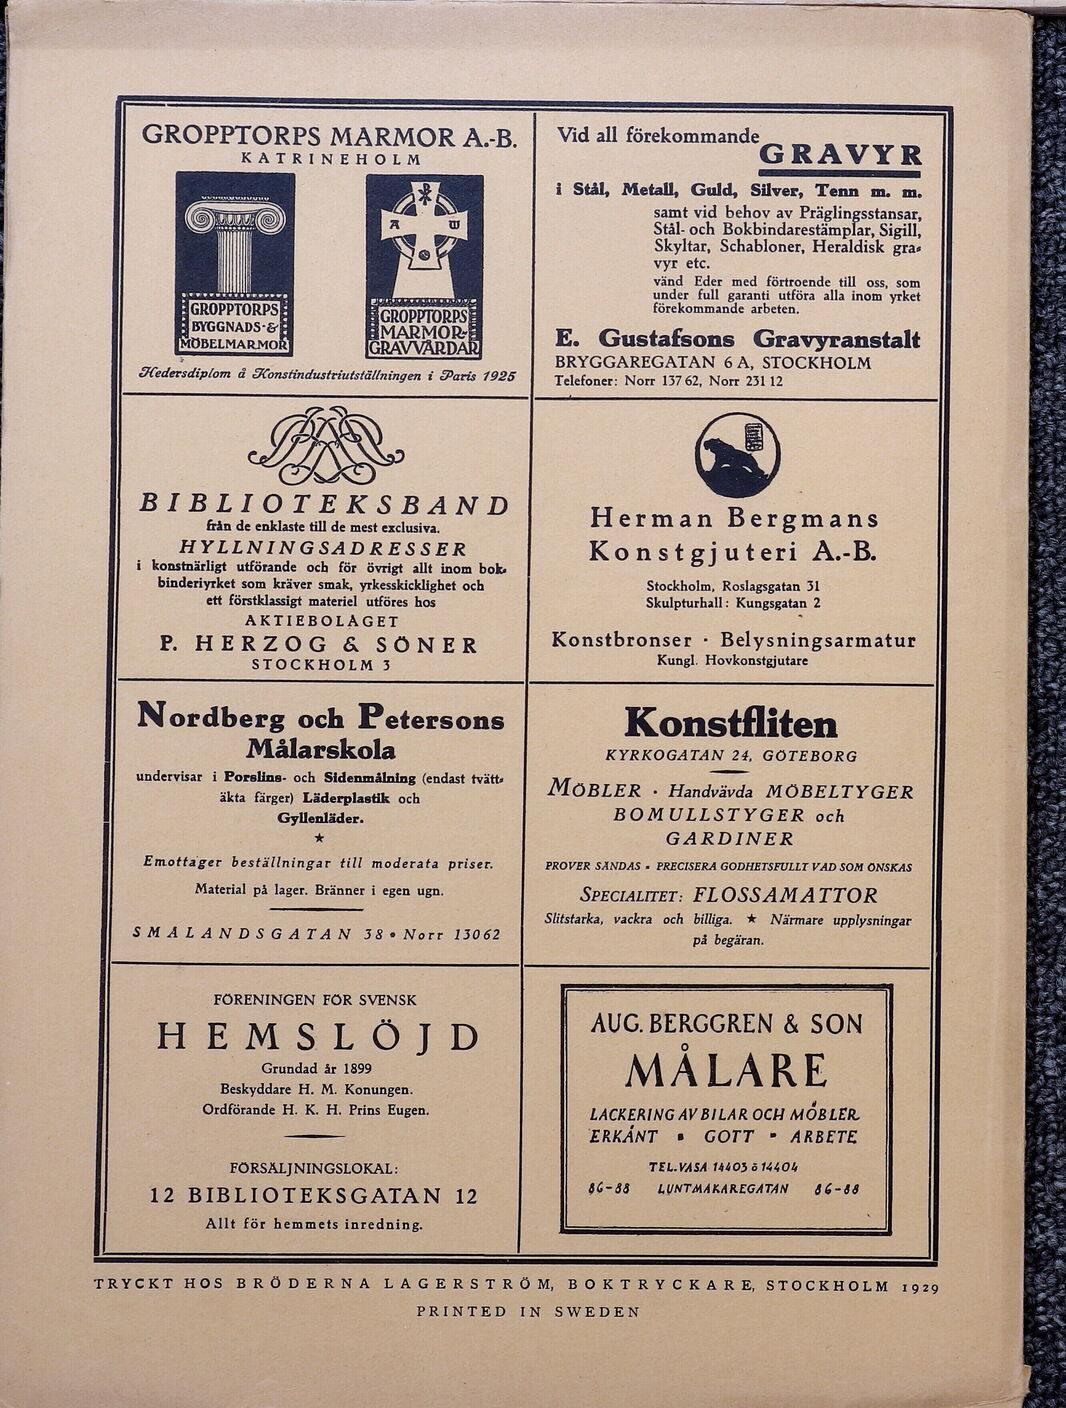 GROPPTORPS MARMOR A.-B.
KATRINEHOLM
GROPPTORPS
BYGGNADS-&
MÖBELMARMOR
A
ω
GROPPTORPS
MARMOR-
GRAVVÅRDAR
Hedersdiplom å Konstindustriutställningen i Paris 1925
Vid all förekommande
GRAVYR
i Stål, Metall, Guld, Silver, Tenn m. m.
samt vid behov av Präglingsstansar,
Stål- och Bokbindarestämplar, Sigill,
Skyltar, Schabloner, Heraldisk gra-
vyr etc.
vänd Eder med förtroende till oss, som
under full garanti utföra alla inom yrket
förekommande arbeten.
E. Gustafsons Gravyranstalt
BRYGGAREGATAN 6 A, STOCKHOLM
Telefoner: Norr 137 62, Norr 231 12
BIBLIOTEKSBAND
från de enklaste till de mest exclusiva.
HYLLNINGSADRESSER
i konstnärligt utförande och för övrigt allt inom bok-
binderiyrket som kräver smak, yrkesskicklighet och
ett förstklassigt materiel utföres hos
AKTIEBOLAGET
P. HERZOG & SÖNER
STOCKHOLM 3
Herman Bergmans
Konstgjuteri A.-B.
Stockholm, Roslagsgatan 31
Skulpturhall: Kungsgatan 2
Konstbronser · Belysningsarmatur
Kungl. Hovkonstgjutare
Nordberg och Petersons
Målarskola
undervisar i Porslins- och Sidenmålning (endast tvätt-
äkta färger) Läderplastik och
Gyllenläder.
★
Emottager beställningar till moderata priser.
Material på lager. Bränner i egen ugn.
SMÅLANDSGATAN 38 • Norr 13062
Konstfliten
KYRKOGATAN 24, GÖTEBORG
MÖBLER · Handvävda MÖBELTYGER
BOMULLSTYGER och
GARDINER
PROVER SÄNDAS • PRECISERA GODHETSFULLT VAD SOM ÖNSKAS
SPECIALITET: FLOSSAMATTOR
Slitstarka, vackra och billiga. ★ Närmare upplysningar
på begäran.
FÖRENINGEN FÖR SVENSK
HEMSLÖJD
Grundad år 1899
Beskyddare H. M. Konungen.
Ordförande H. K. H. Prins Eugen.
FÖRSÄLJNINGSLOKAL:
12 BIBLIOTEKSGATAN 12
Allt för hemmets inredning.
AUG. BERGGREN & SON
MÅLARE
LACKERING AV BILAR OCH MÖBLER
ERKÄNT ▪ GOTT ▪ ARBETE
TEL. VASA 14403 ö 14404
86-88 LUNTMAKAREGATAN 86-88
TRYCKT HOS BRÖDERNA LAGERSTRÖM, BOKTRYCKARE, STOCKHOLM 1929
PRINTED IN SWEDEN